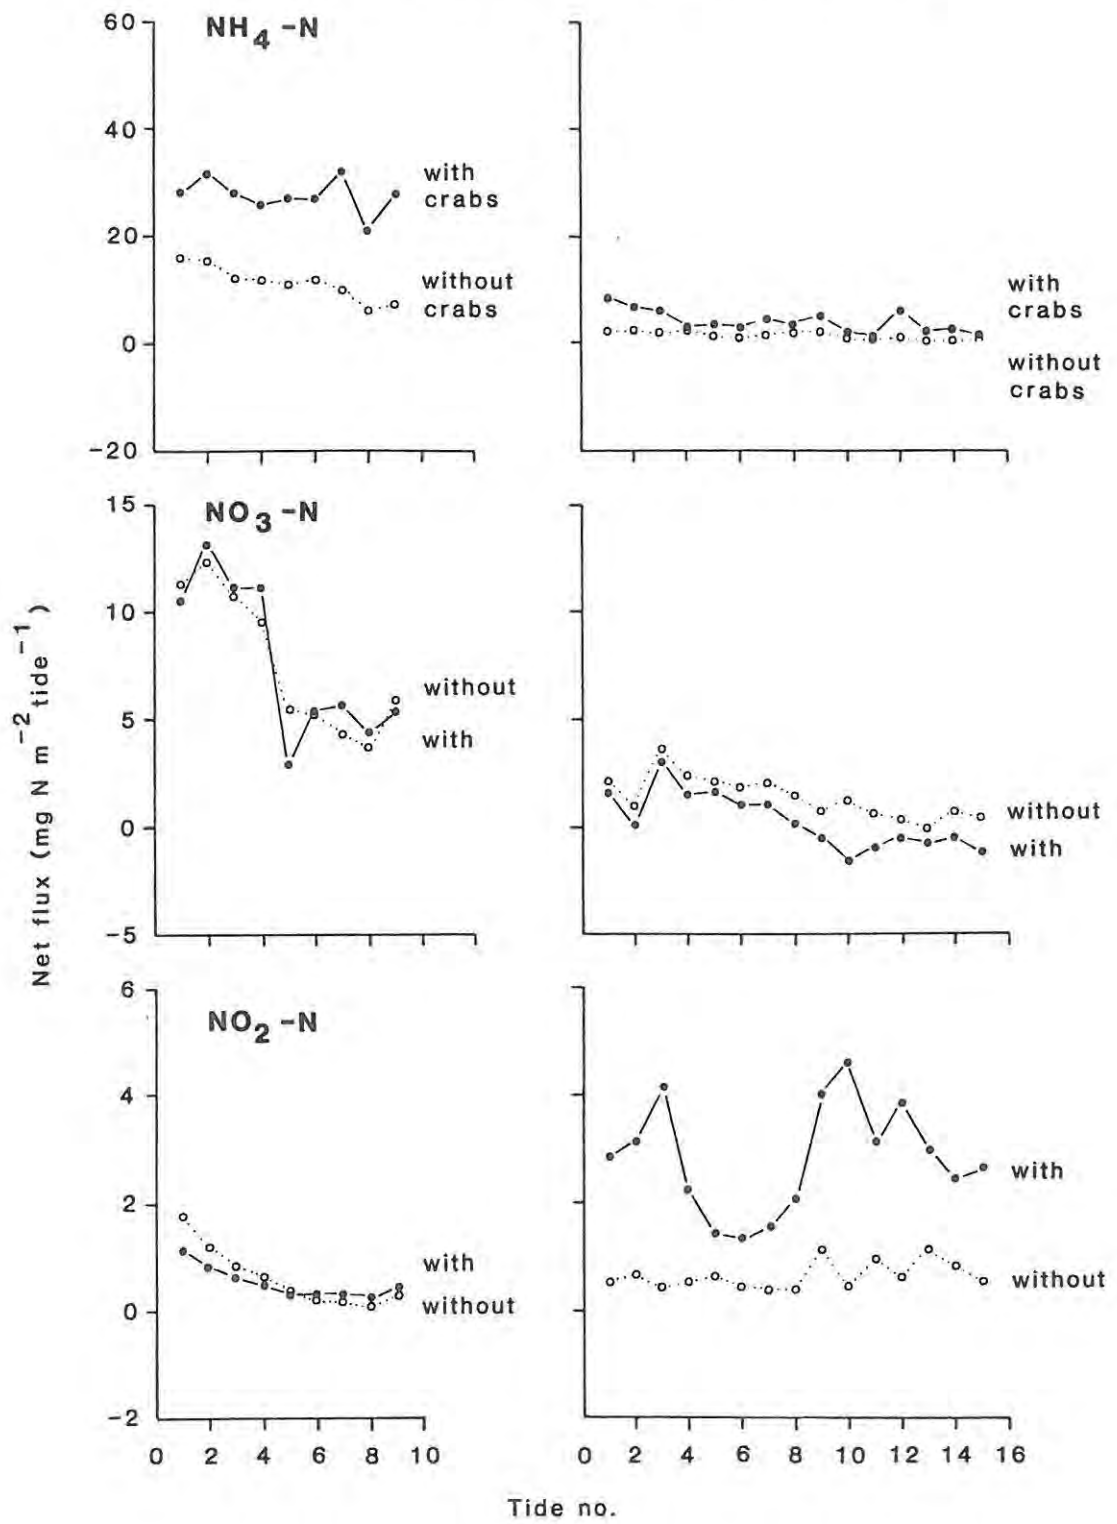 NH4 -N
60
40
20
0
-20
with
crabs
without
crabs
with
crabs
without
crabs
NO3 -N
15
10
5
0
-5
without
with
without
with
Net flux (mg N m-2 tide-1)
NO2 -N
6
4
2
0
-2
with
without
with
without
0 2 4 6 8 10
0 2 4 6 8 10 12 14 16
Tide no.